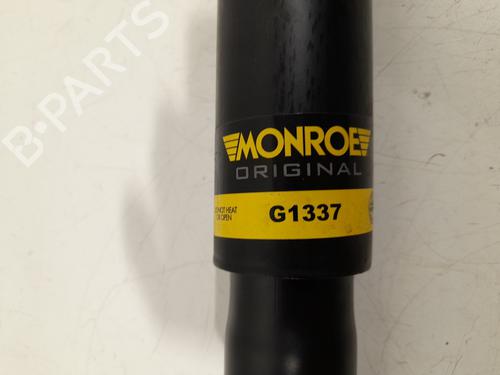 B-PARTS
MONROE
ORIGINAL
DO NOT HEAT
OR OPEN
G1337